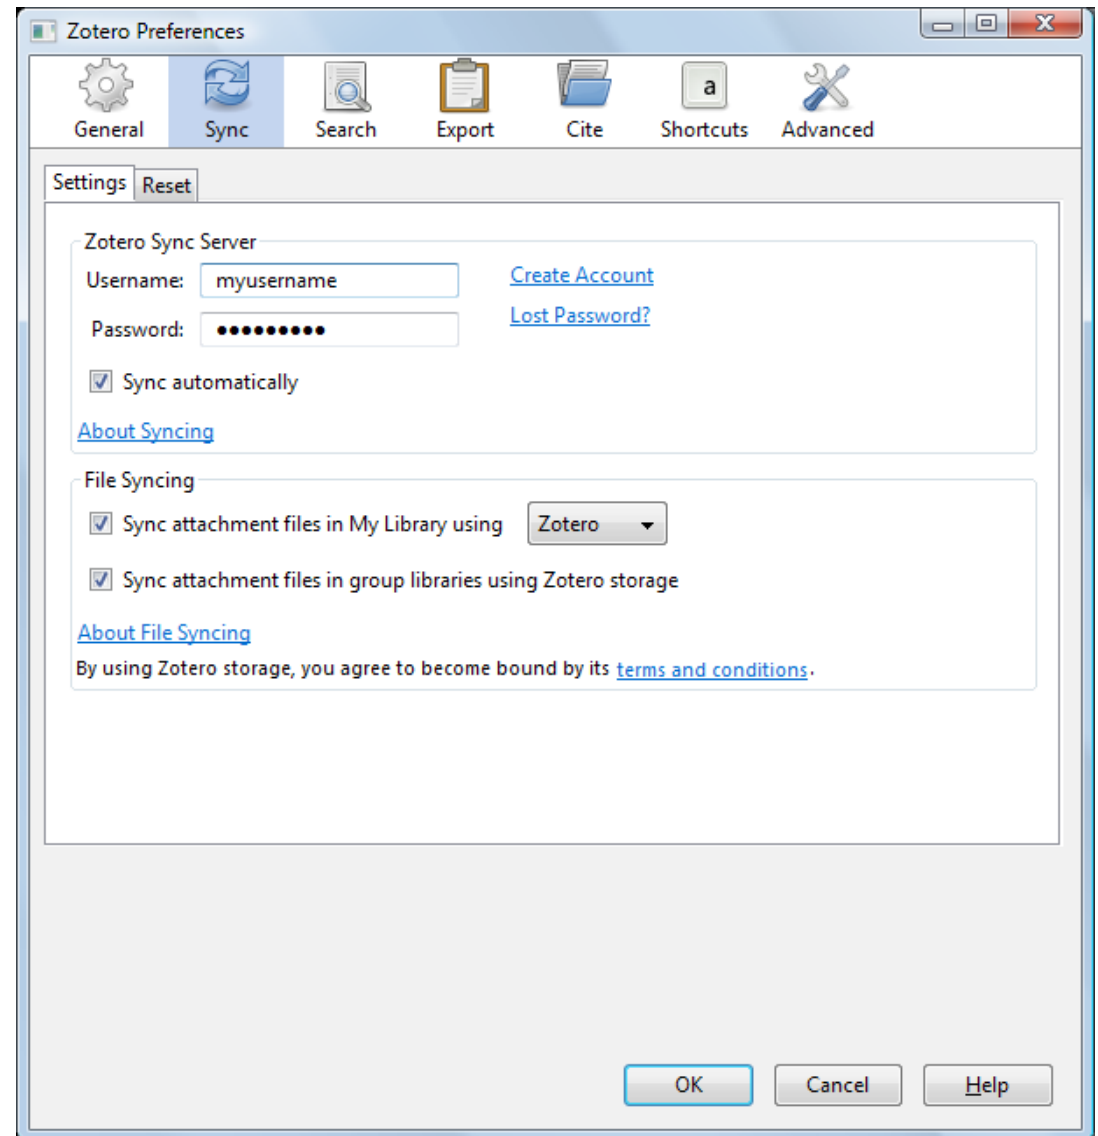 Zotero Preferences
General Sync Search Export Cite a Shortcuts Advanced
Settings Reset
Zotero Sync Server
Username: myusername Create Account
Password: ●●●●●●●●● Lost Password?
Sync automatically
About Syncing
File Syncing
Sync attachment files in My Library using Zotero
Sync attachment files in group libraries using Zotero storage
About File Syncing
By using Zotero storage, you agree to become bound by its terms and conditions.
OK Cancel Help